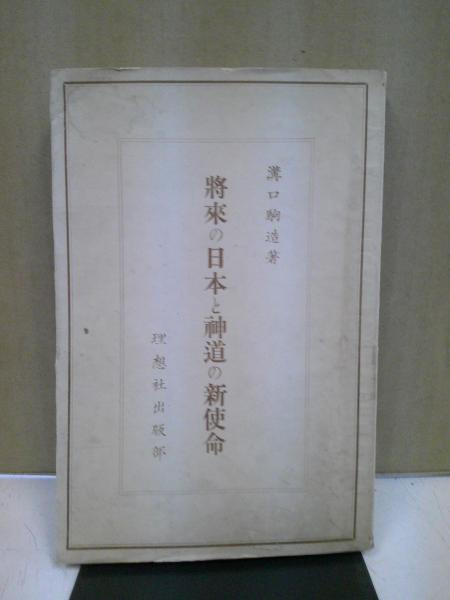 溝口駒造著
將來の日本と神道の新使命
理想社出版部